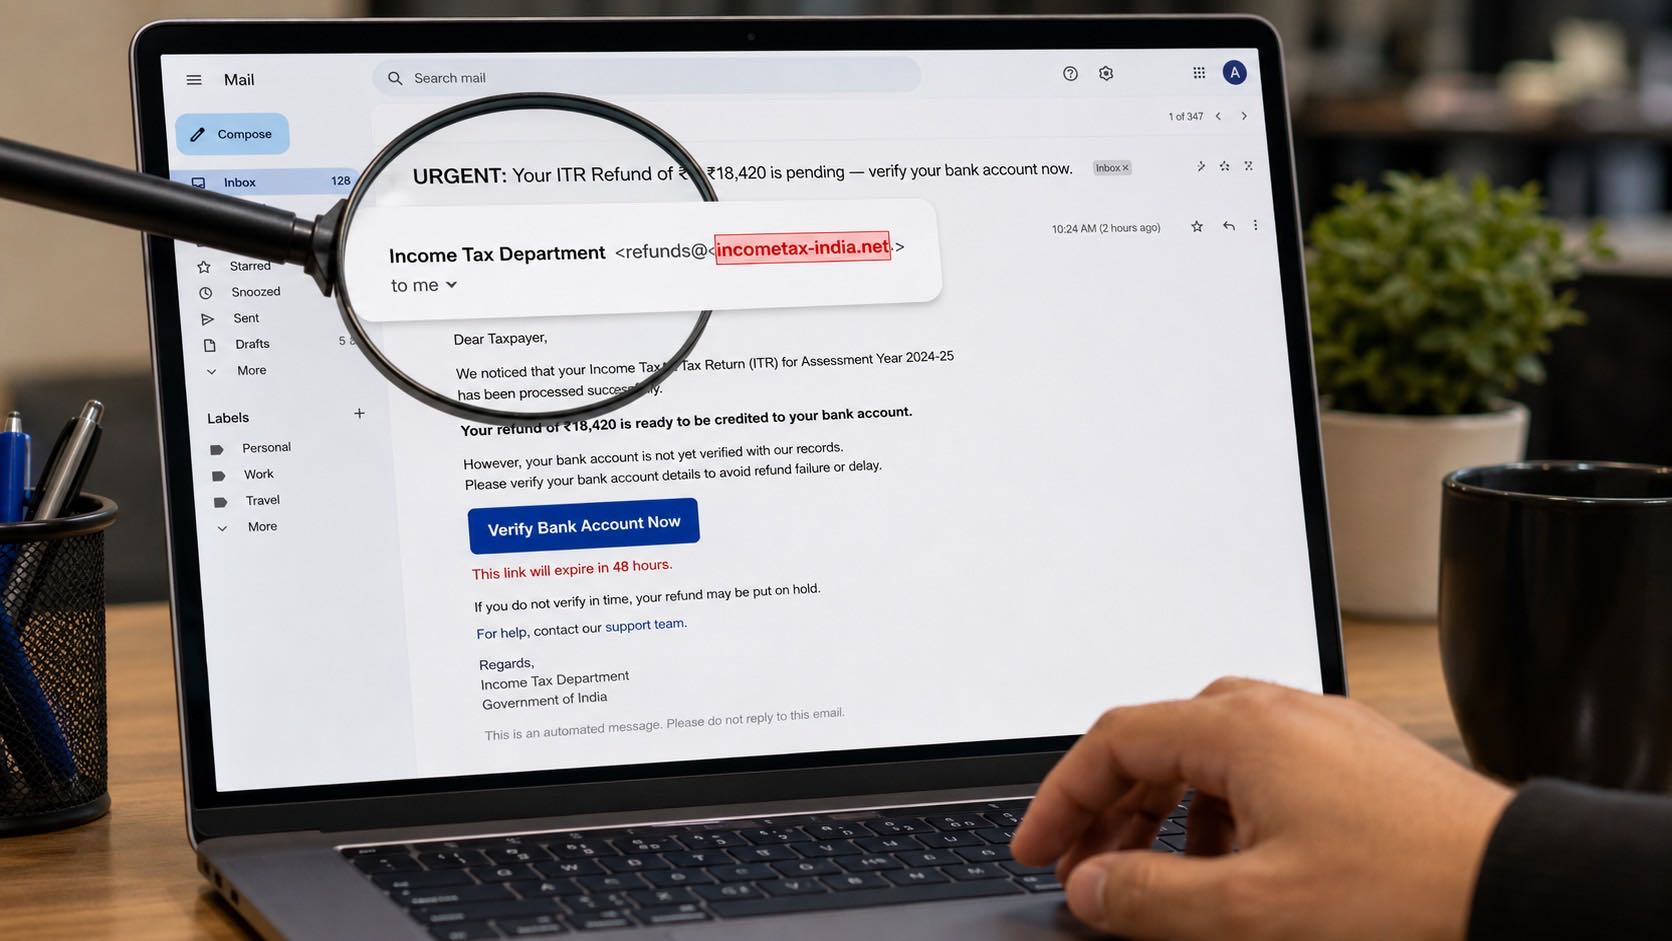 Mail
Search mail
A
Compose
1 of 347
Inbox 128
URGENT: Your ITR Refund of ₹ ₹18,420 is pending — verify your bank account now.
Inbox ×
Income Tax Department <refunds@<incometax-india.net.>
10:24 AM (2 hours ago)
to me
Starred
Snoozed
Sent
Drafts 5
More
Dear Taxpayer,
We noticed that your Income Tax Tax Return (ITR) for Assessment Year 2024-25
has been processed successfully.
Your refund of ₹18,420 is ready to be credited to your bank account.
However, your bank account is not yet verified with our records.
Please verify your bank account details to avoid refund failure or delay.
Verify Bank Account Now
This link will expire in 48 hours.
If you do not verify in time, your refund may be put on hold.
For help, contact our support team.
Regards,
Income Tax Department
Government of India
This is an automated message. Please do not reply to this email.
Labels +
Personal
Work
Travel
More